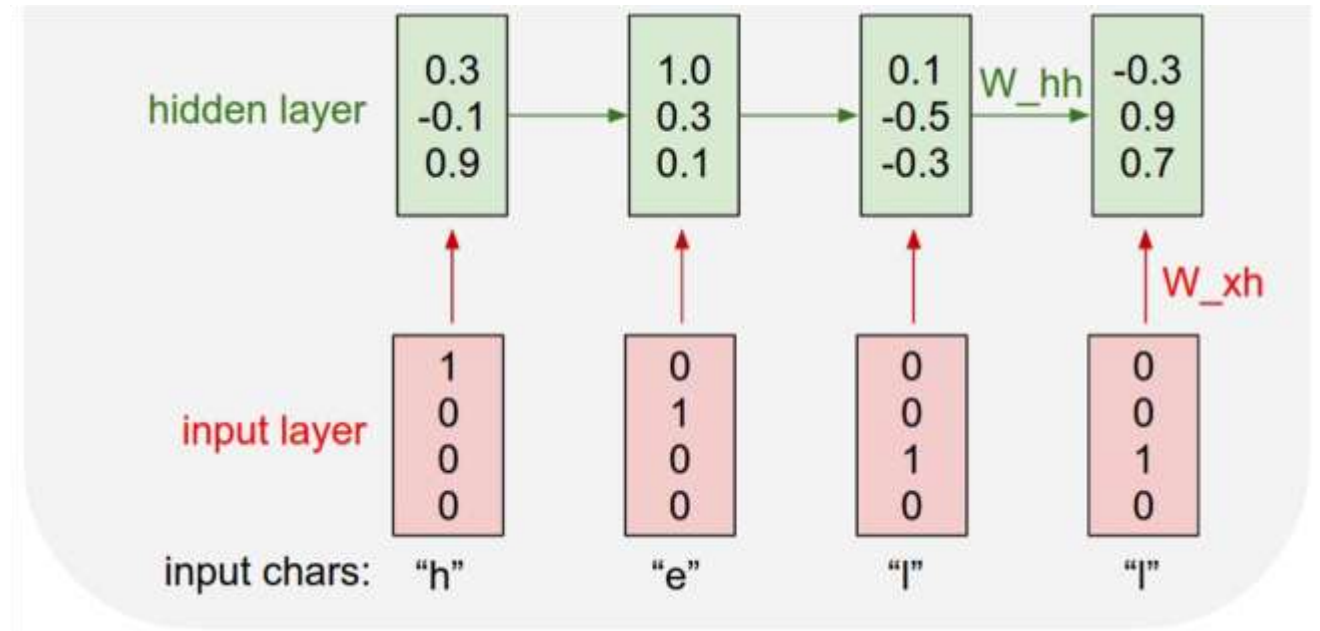 0.3 1.0 0.1 W_hh -0.3
hidden layer -0.1 0.3 -0.5 0.9
0.9 0.1 -0.3 0.7
W_xh
1 0 0 0
0 1 0 0
input layer
0 0 1 1
0 0 0 0
input chars: “h” “e” “l” “l”